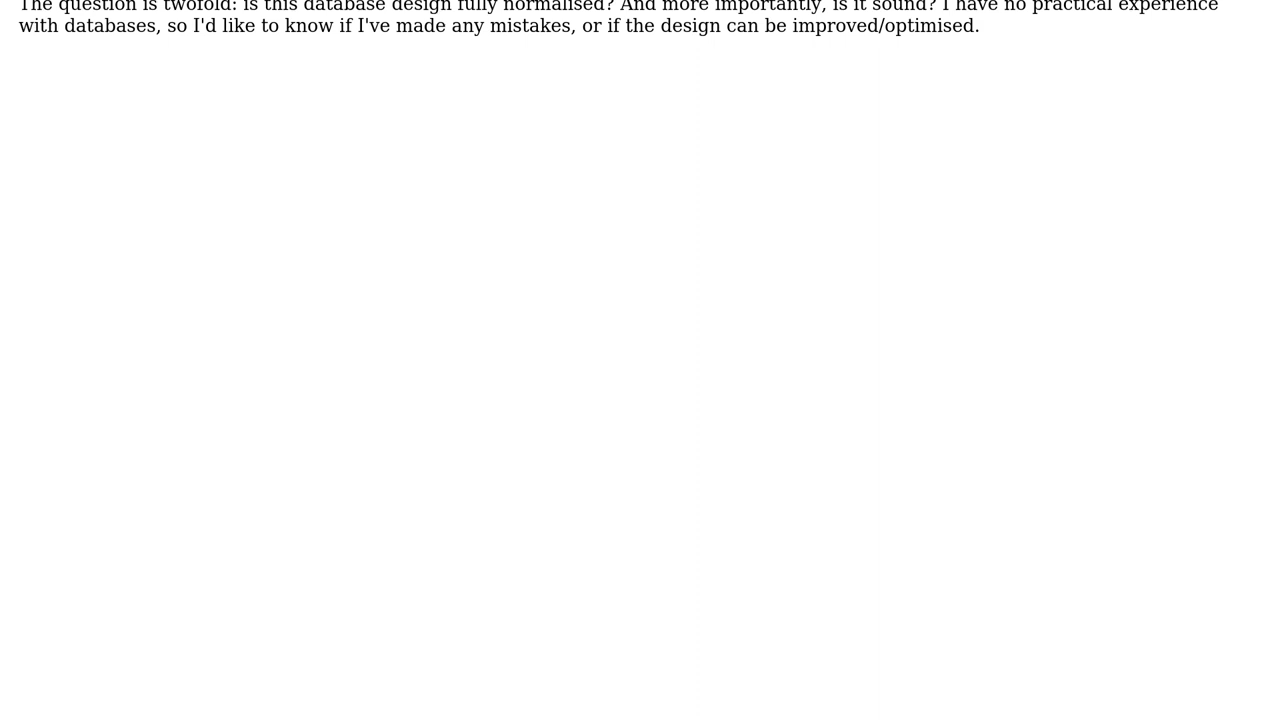 The question is twofold: is this database design fully normalised? And more importantly, is it sound? I have no practical experience
with databases, so I'd like to know if I've made any mistakes, or if the design can be improved/optimised.